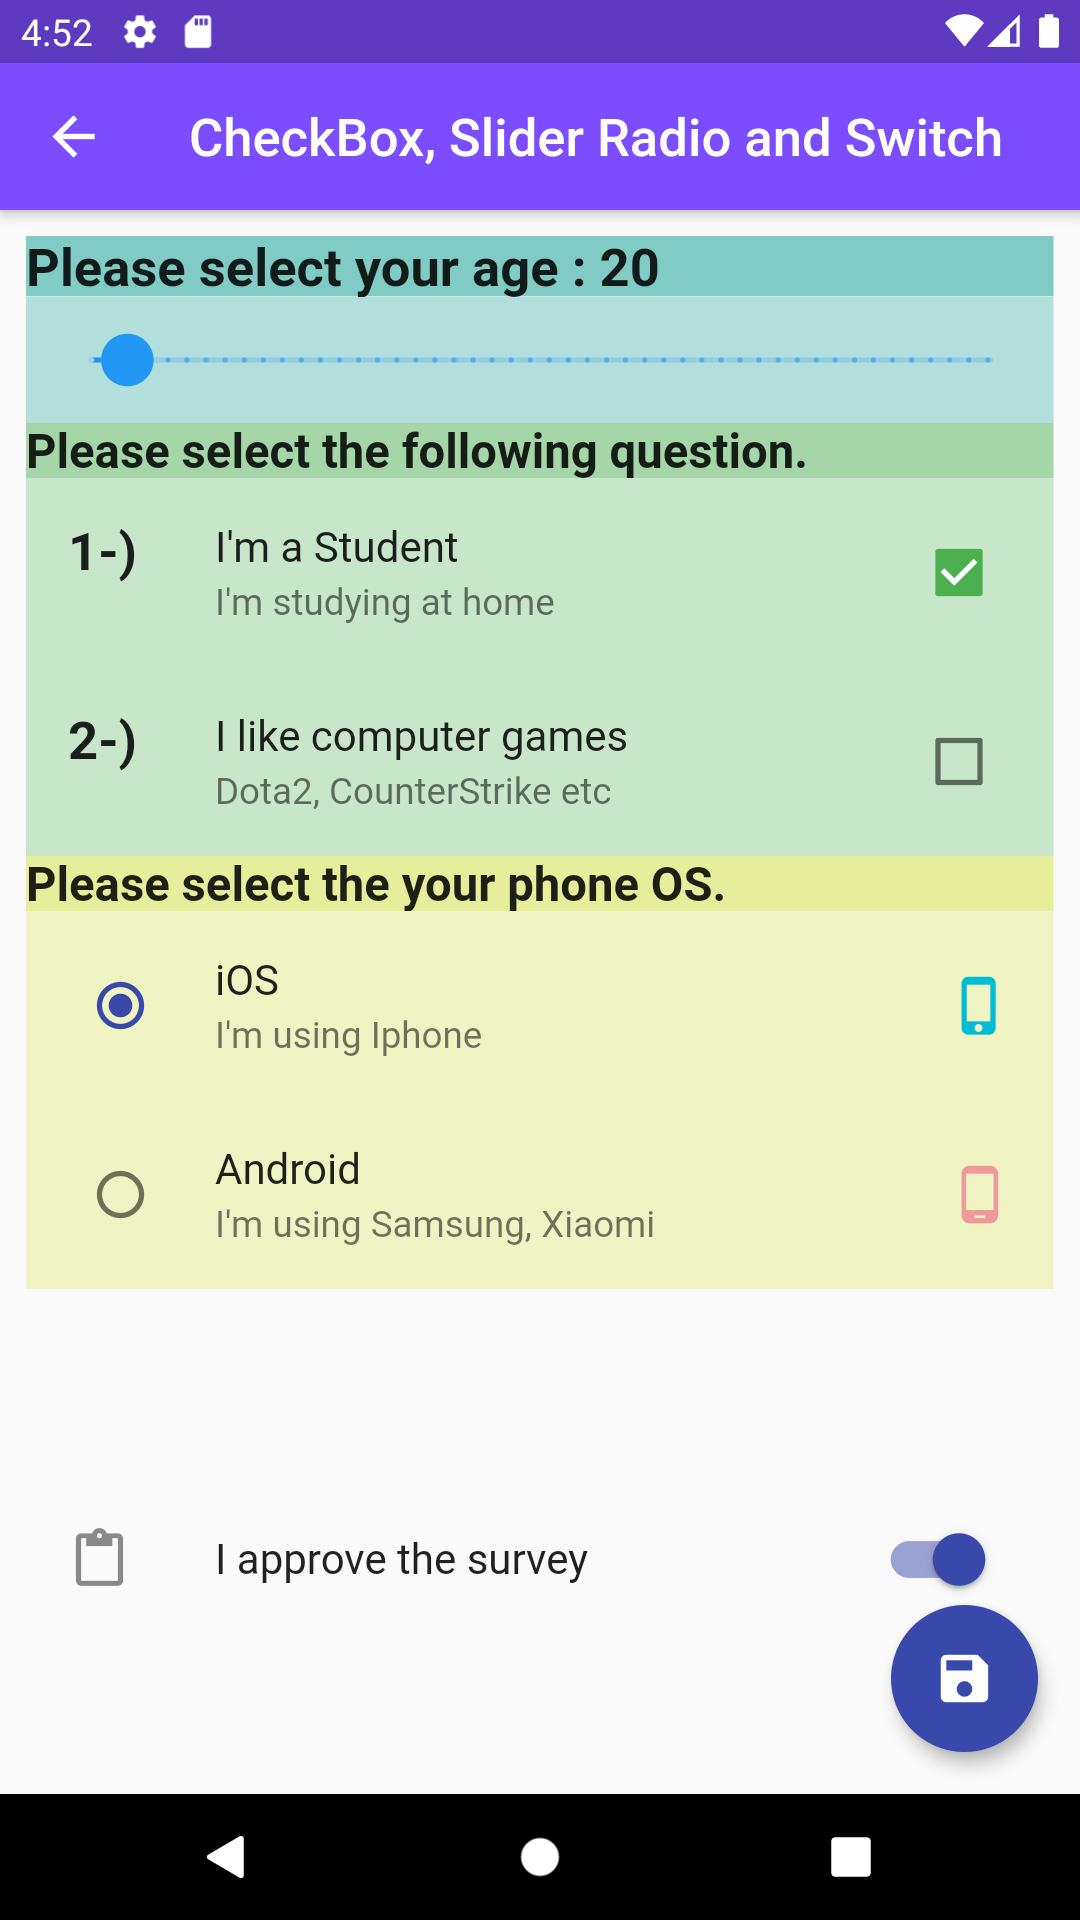 4:52
CheckBox, Slider Radio and Switch
Please select your age : 20
Please select the following question.
1-)
I'm a Student
I'm studying at home
2-)
I like computer games
Dota2, CounterStrike etc
Please select the your phone OS.
iOS
I'm using Iphone
Android
I'm using Samsung, Xiaomi
I approve the survey